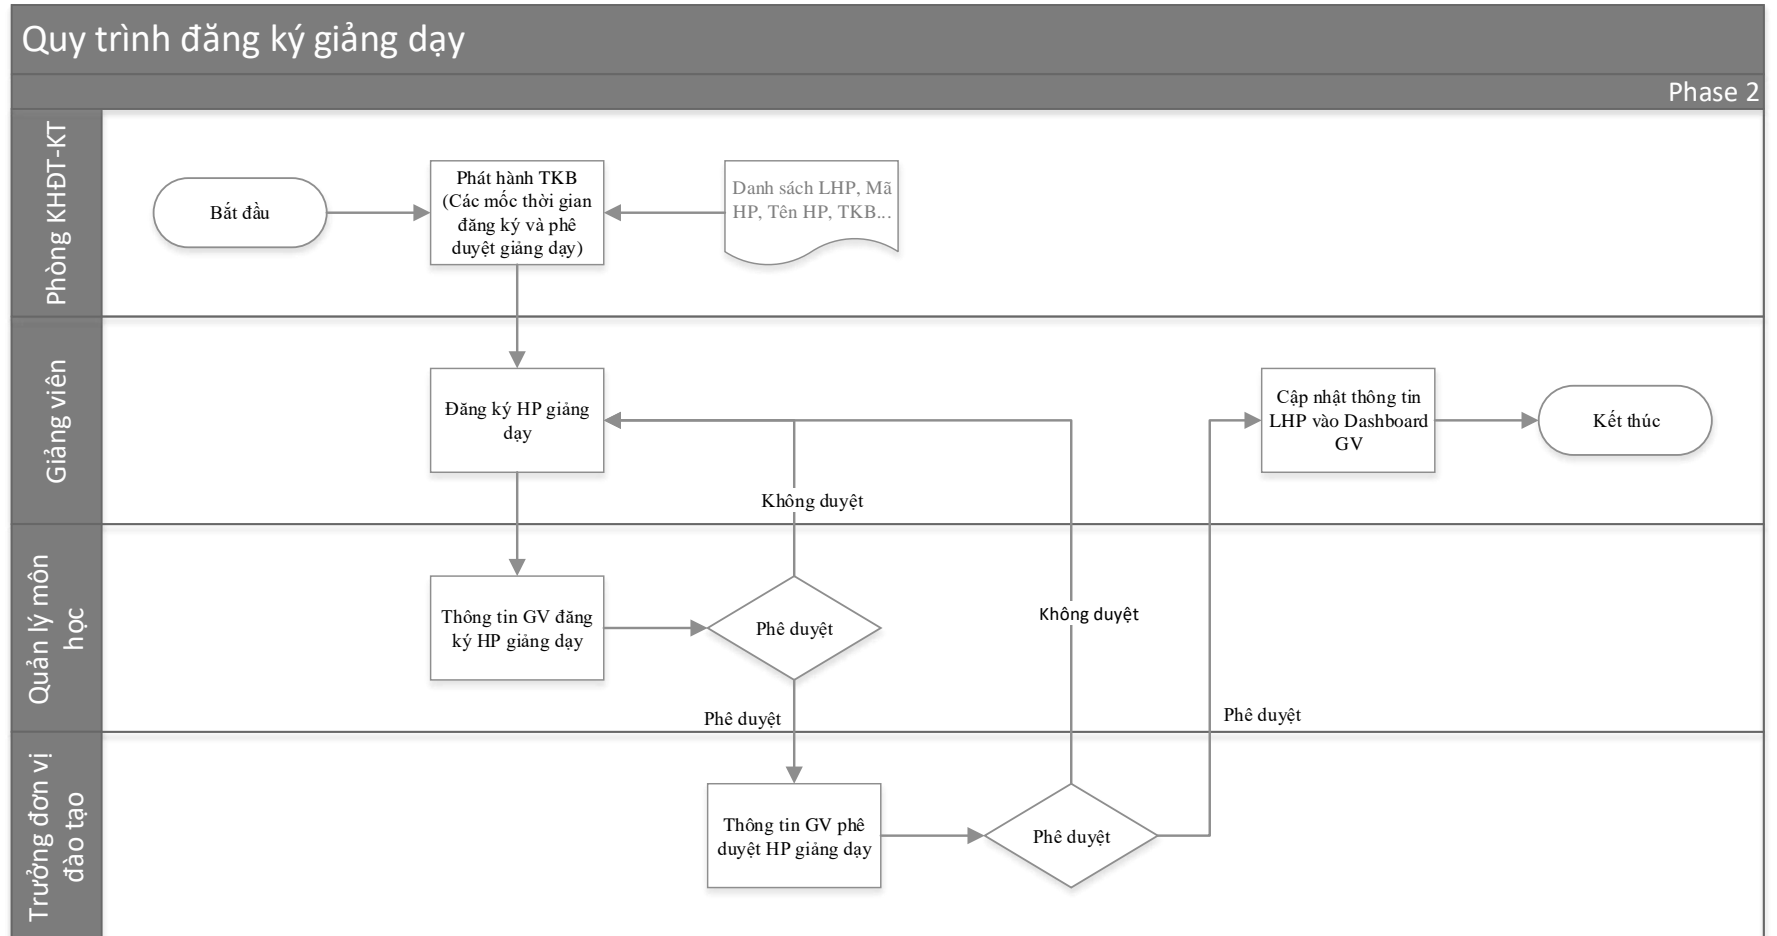 Quy trình đăng ký giảng dạy
Phase 2
Phòng KHĐT-KT
Bắt đầu
Phát hành TKB
(Các mốc thời gian
đăng ký và phê
duyệt giảng dạy)
Danh sách LHP, Mã
HP, Tên HP, TKB...
Giảng viên
Đăng ký HP giảng
dạy
Cập nhật thông tin
LHP vào Dashboard
GV
Kết thúc
Không duyệt
Quản lý môn
học
Thông tin GV đăng
ký HP giảng dạy
Phê duyệt
Không duyệt
Phê duyệt
Phê duyệt
Trưởng đơn vị
đào tạo
Thông tin GV phê
duyệt HP giảng dạy
Phê duyệt